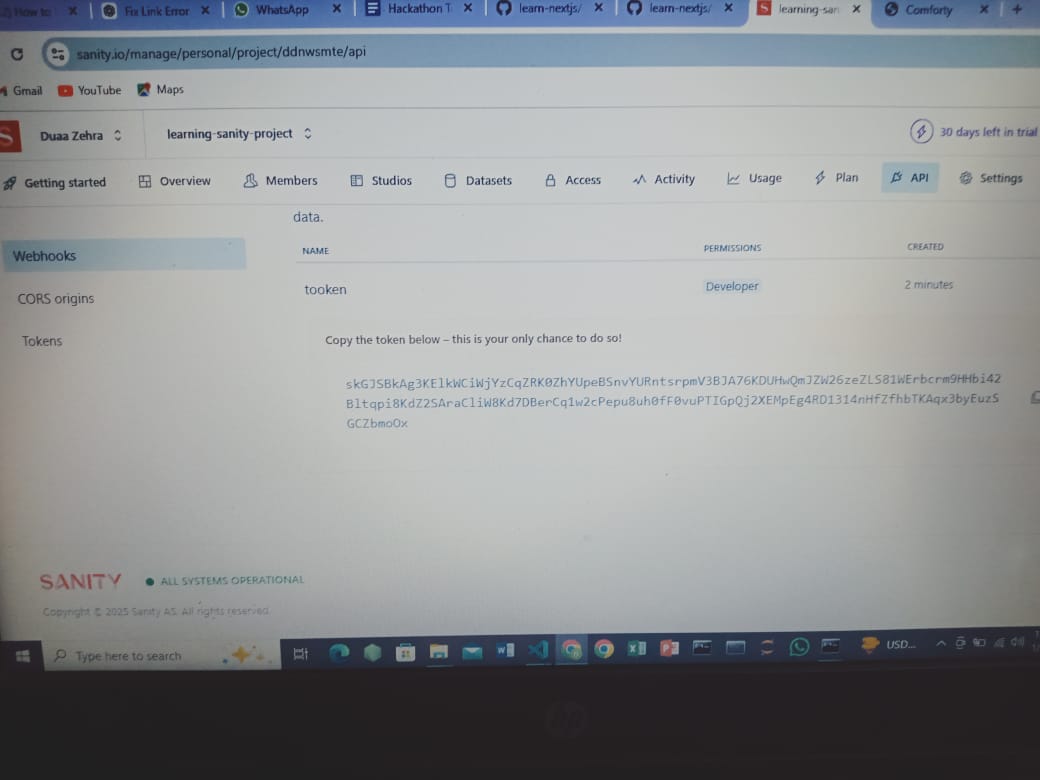 How to
Fix Link Error
WhatsApp
Hackathon T
learn-nextjs/
learn-nextjs/
learning-san
Comforty
sanity.io/manage/personal/project/ddnwsmte/api
Gmail
YouTube
Maps
S
Duaa Zehra
learning-sanity-project
30 days left in trial
Getting started
Overview
Members
Studios
Datasets
Access
Activity
Usage
Plan
API
Settings
data.
Webhooks
CORS origins
Tokens
NAME PERMISSIONS CREATED
tooken Developer 2 minutes
Copy the token below – this is your only chance to do so!
skGJSBkAg3KElkWCiWjYzCqZRK0ZhYUpeBSnvYURntsrpmV3BJA76KDUHwQmJZW26zeZLS81WErbcrm9HHbi42
Bltqpi8KdZ2SAraCliW8Kd7DBerCq1w2cPepu8uh0fF0vuPTIGpQj2XEMpEg4RD1314nHfZfhbTKAqx3byEuzS
GCZbmoOx
SANITY
ALL SYSTEMS OPERATIONAL
Copyright © 2025 Sanity AS. All rights reserved.
Type here to search
USD...
hp